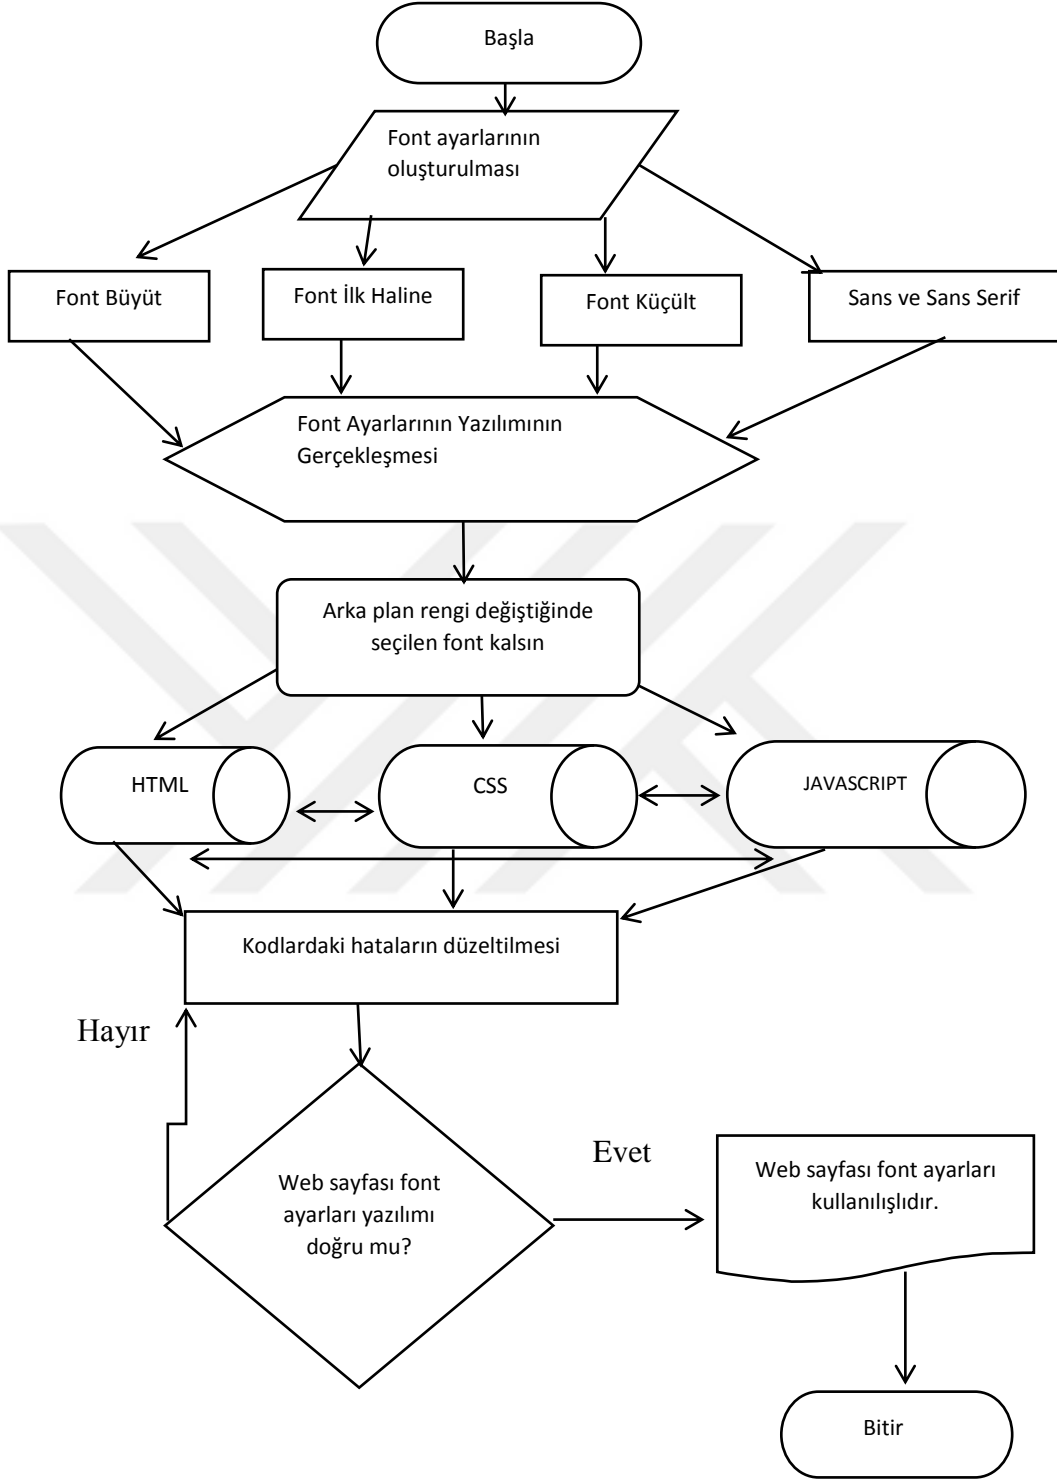 Başla
Font ayarlarının
oluşturulması
Font Büyüt
Font İlk Haline
Font Küçült
Sans ve Sans Serif
Font Ayarlarının Yazılımının
Gerçekleşmesi
Arka plan rengi değiştiğinde
seçilen font kalsın
HTML
CSS
JAVASCRIPT
Kodlardaki hataların düzeltilmesi
Hayır
Evet
Web sayfası font
ayarları yazılımı
doğru mu?
Web sayfası font ayarları
kullanılışlıdır.
Bitir